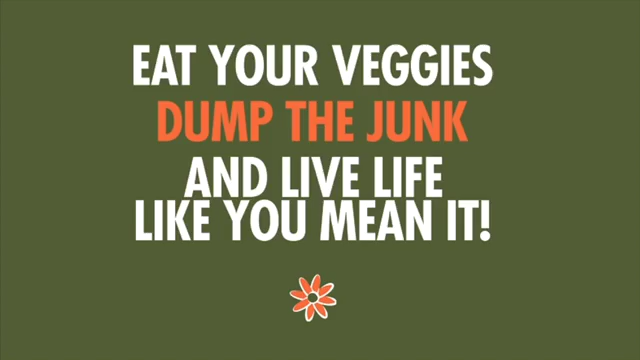 EAT YOUR VEGGIES
DUMP THE JUNK
AND LIVE LIFE
LIKE YOU MEAN IT!